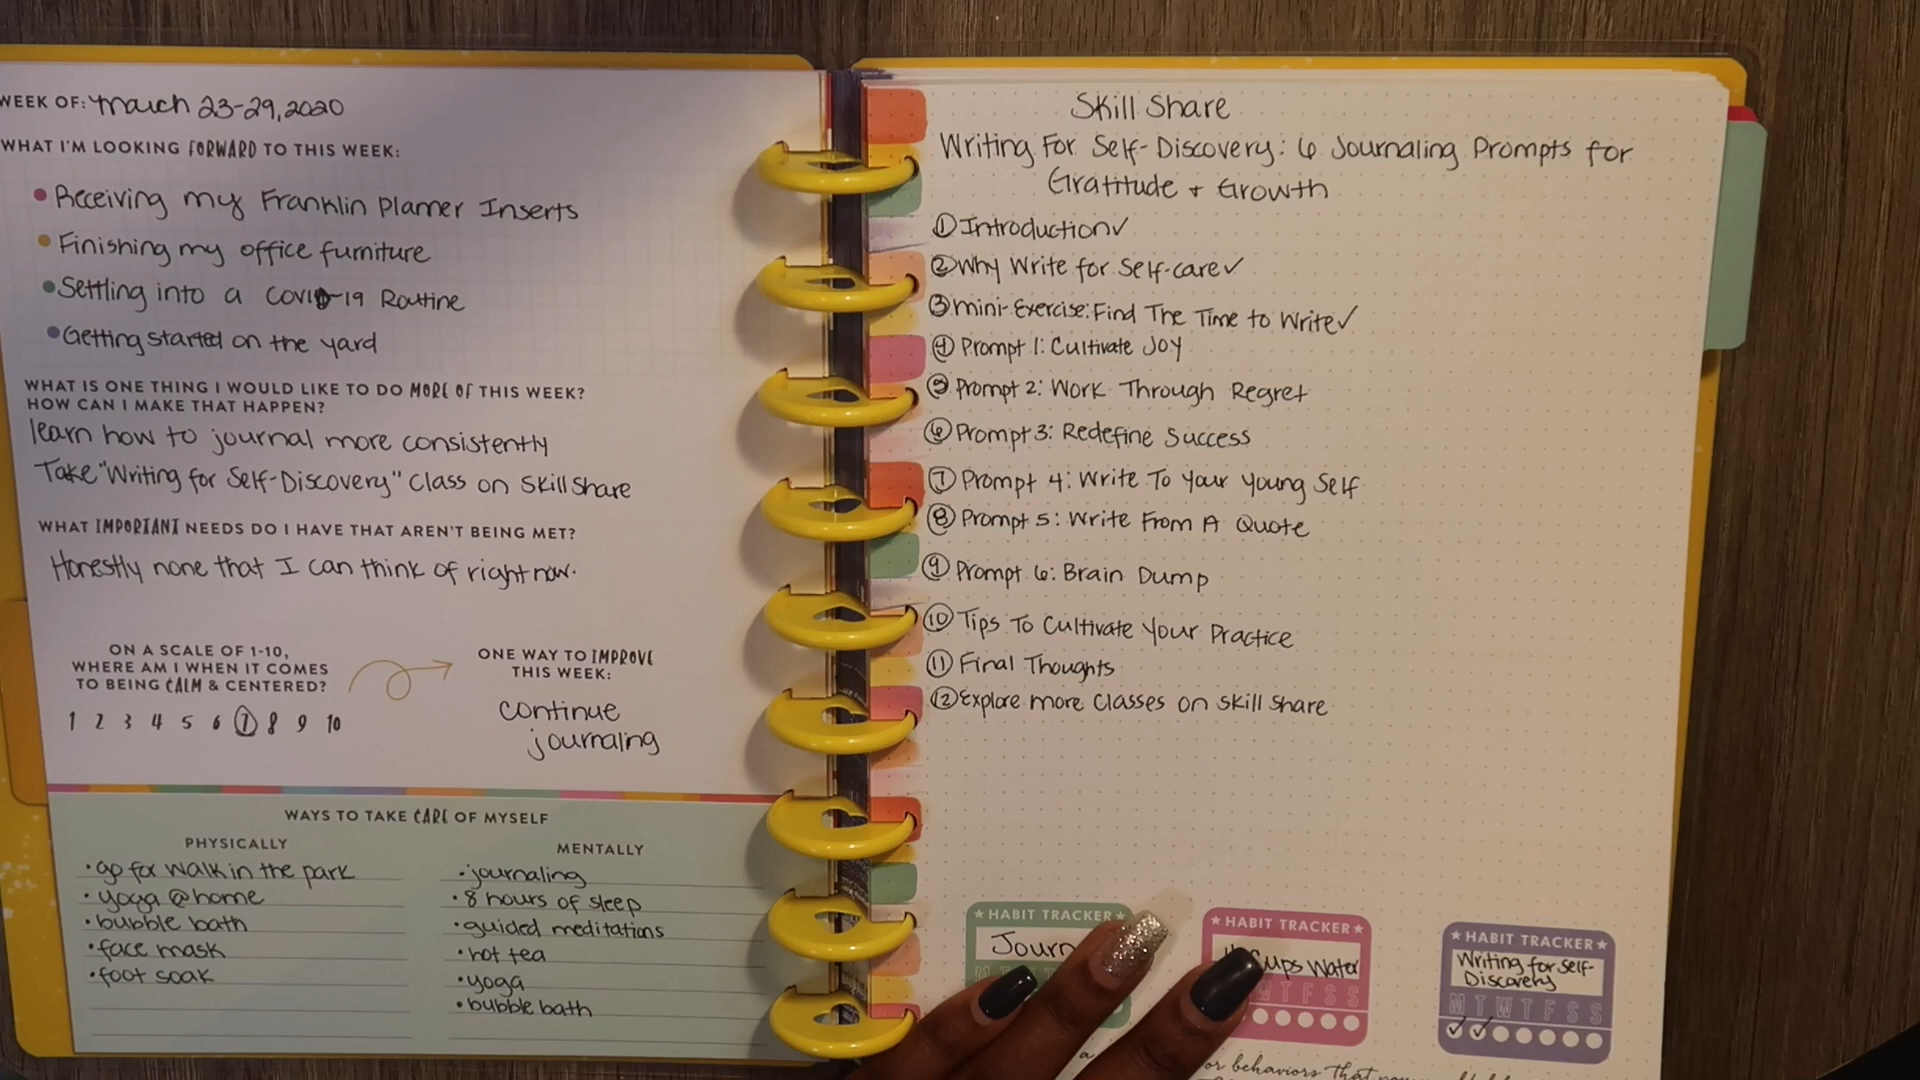 WEEK OF: March 23-29, 2020
WHAT I'M LOOKING FORWARD TO THIS WEEK:
• Receiving my Franklin Planner Inserts
• Finishing my office furniture
• Settling into a Covid-19 Routine
• Getting started on the yard
WHAT IS ONE THING I WOULD LIKE TO DO MORE OF THIS WEEK?
HOW CAN I MAKE THAT HAPPEN?
learn how to journal more consistently
Take "Writing for Self-Discovery" Class on Skill Share
WHAT IMPORTANT NEEDS DO I HAVE THAT AREN'T BEING MET?
Honestly none that I can think of right now.
ON A SCALE OF 1-10,
WHERE AM I WHEN IT COMES
TO BEING CALM & CENTERED?
1 2 3 4 5 6 7 8 9 10
ONE WAY TO IMPROVE
THIS WEEK:
continue
journaling
WAYS TO TAKE CARE OF MYSELF
PHYSICALLY
• go for walk in the park
• yoga @ home
• bubble bath
• face mask
• foot soak
MENTALLY
• journaling
• 8 hours of sleep
• guided meditations
• hot tea
• yoga
• bubble bath
Skill Share
Writing For Self-Discovery: 6 Journaling Prompts for
Gratitude + Growth
① Introduction ✓
② Why Write for Self-care ✓
③ mini-Exercise: Find The Time to Write ✓
④ Prompt 1: Cultivate Joy
⑤ Prompt 2: Work Through Regret
⑥ Prompt 3: Redefine Success
⑦ Prompt 4: Write To Your Young Self
⑧ Prompt 5: Write From A Quote
⑨ Prompt 6: Brain Dump
⑩ Tips To Cultivate Your Practice
⑪ Final Thoughts
⑫ Explore more Classes on Skill Share
★ HABIT TRACKER ★
Journ
★ HABIT TRACKER ★
Cups Water
W T F S S
★ HABIT TRACKER ★
Writing for Self-
Discovery
M T W T F S S
✓ ✓
or behaviors that